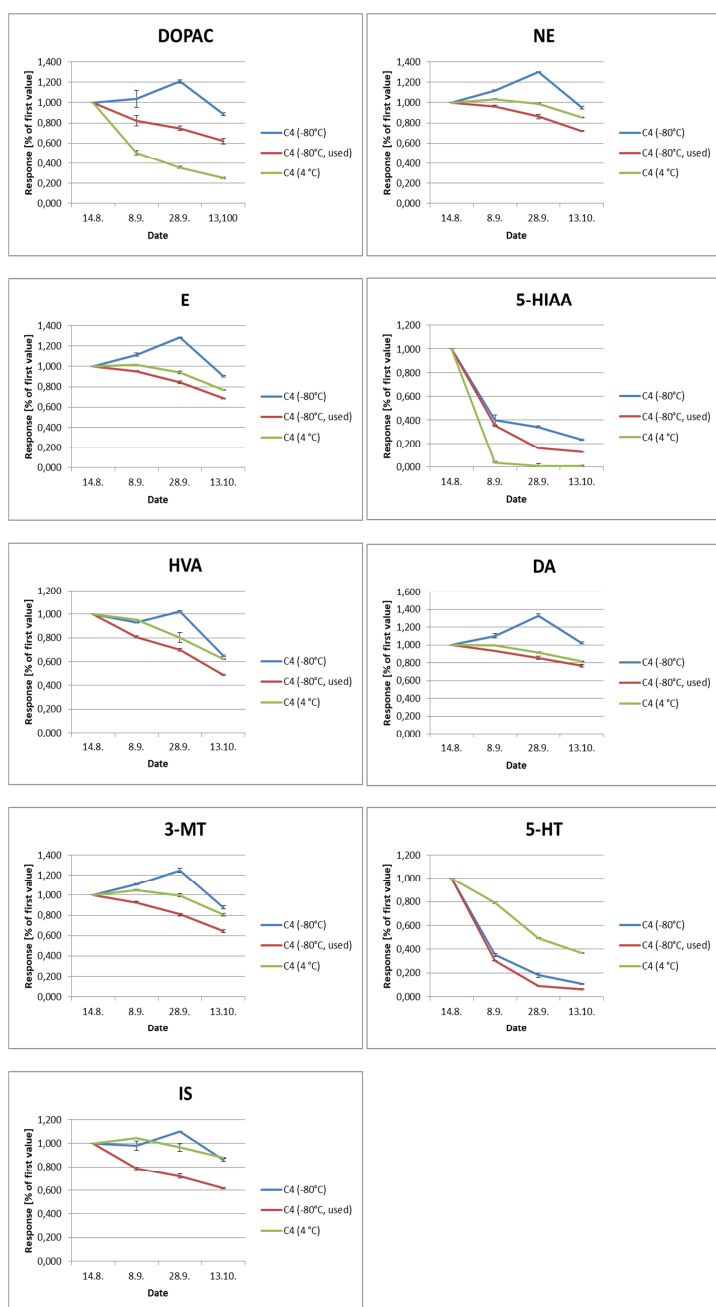 DOPAC
Response [% of first value]
1,400
1,200
1,000
0,800
0,600
0,400
0,200
0,000
14.8. 8.9. 28.9. 13,100
Date
C4 (-80°C)
C4 (-80°C, used)
C4 (4 °C)
NE
Response [% of first value]
1,400
1,200
1,000
0,800
0,600
0,400
0,200
0,000
14.8. 8.9. 28.9. 13.10.
Date
C4 (-80°C)
C4 (-80°C, used)
C4 (4 °C)
E
Response [% of first value]
1,400
1,200
1,000
0,800
0,600
0,400
0,200
0,000
14.8. 8.9. 28.9. 13.10.
Date
C4 (-80°C)
C4 (-80°C, used)
C4 (4 °C)
5-HIAA
Response [% of first value]
1,200
1,000
0,800
0,600
0,400
0,200
0,000
14.8. 8.9. 28.9. 13.10.
Date
C4 (-80°C)
C4 (-80°C, used)
C4 (4 °C)
HVA
Response [% of first value]
1,200
1,000
0,800
0,600
0,400
0,200
0,000
14.8. 8.9. 28.9. 13.10.
Date
C4 (-80°C)
C4 (-80°C, used)
C4 (4 °C)
DA
Response [% of first value]
1,600
1,400
1,200
1,000
0,800
0,600
0,400
0,200
0,000
14.8. 8.9. 28.9. 13.10.
Date
C4 (-80°C)
C4 (-80°C, used)
C4 (4 °C)
3-MT
Response [% of first value]
1,400
1,200
1,000
0,800
0,600
0,400
0,200
0,000
14.8. 8.9. 28.9. 13.10.
Date
C4 (-80°C)
C4 (-80°C, used)
C4 (4 °C)
5-HT
Response [% of first value]
1,200
1,000
0,800
0,600
0,400
0,200
0,000
14.8. 8.9. 28.9. 13.10.
Date
C4 (-80°C)
C4 (-80°C, used)
C4 (4 °C)
IS
Response [% of first value]
1,200
1,000
0,800
0,600
0,400
0,200
0,000
14.8. 8.9. 28.9. 13.10.
Date
C4 (-80°C)
C4 (-80°C, used)
C4 (4 °C)